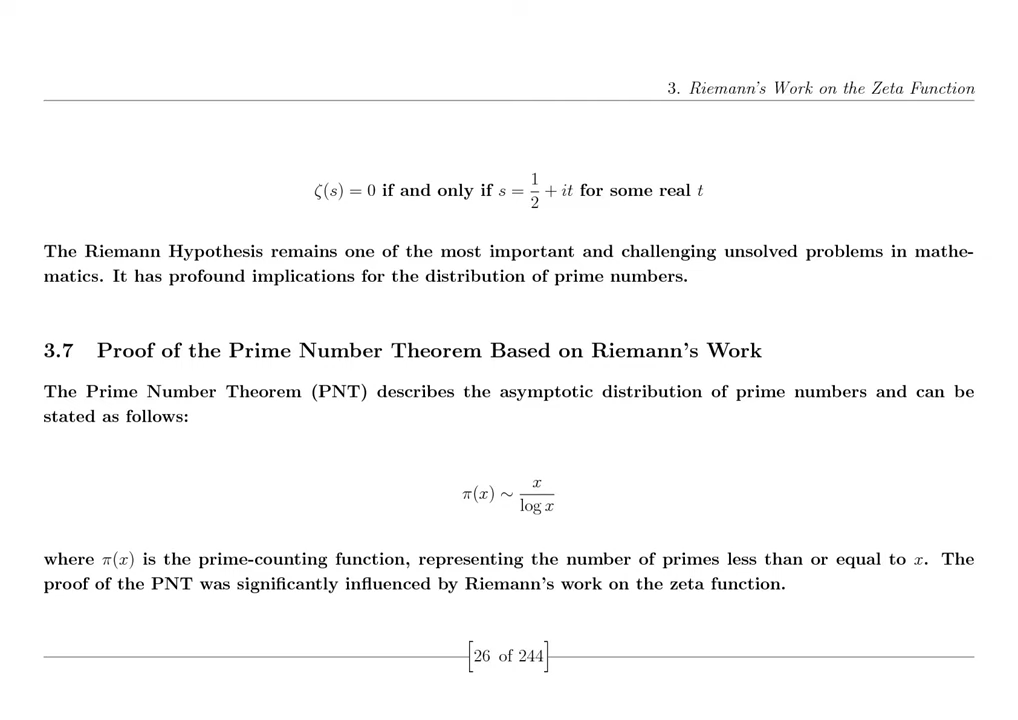 3. Riemann's Work on the Zeta Function
ζ(s) = 0 if and only if s = 1/2 + it for some real t
The Riemann Hypothesis remains one of the most important and challenging unsolved problems in mathe-
matics. It has profound implications for the distribution of prime numbers.
3.7 Proof of the Prime Number Theorem Based on Riemann's Work
The Prime Number Theorem (PNT) describes the asymptotic distribution of prime numbers and can be
stated as follows:
π(x) ∼ x/log x
where π(x) is the prime-counting function, representing the number of primes less than or equal to x. The
proof of the PNT was significantly influenced by Riemann's work on the zeta function.
[26 of 244]